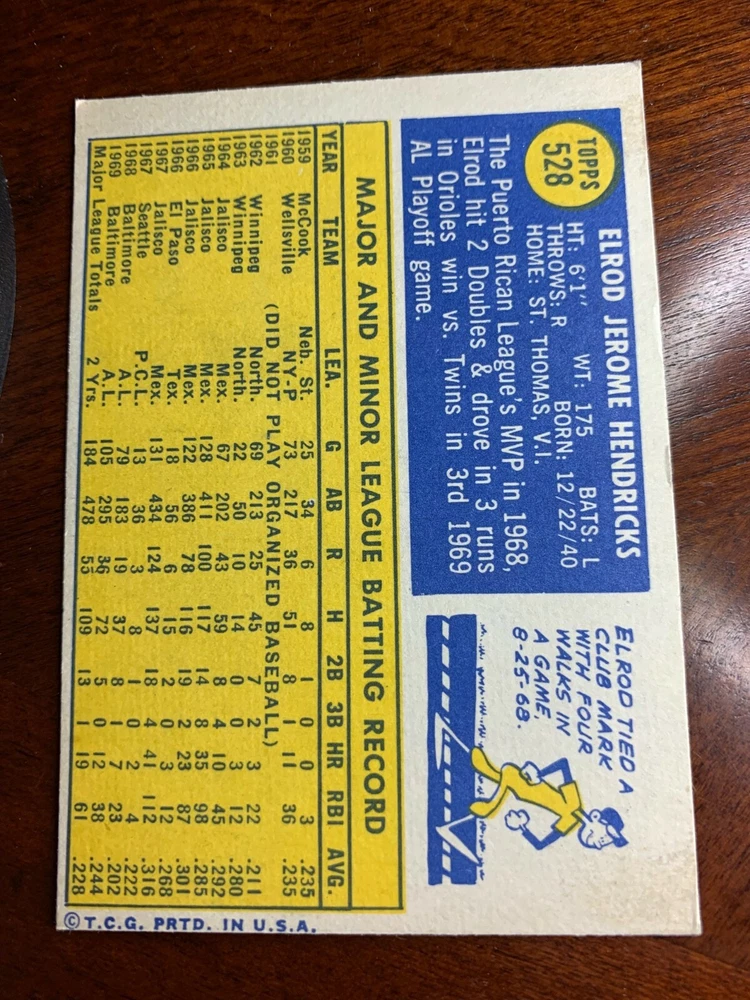 TOPPS
528
ELROD JEROME HENDRICKS
HT: 6'1" WT: 175 BATS: L
THROWS: R BORN: 12/22/40
HOME: ST. THOMAS, V.I.
The Puerto Rican League's MVP in 1968,
Elrod hit 2 Doubles & drove in 3 runs
in Orioles win vs. Twins in 3rd 1969
AL Playoff game.
ELROD TIED A
CLUB MARK
WITH FOUR
WALKS IN
A GAME,
8-25-68.
MAJOR AND MINOR LEAGUE BATTING RECORD
YEAR TEAM LEA. G AB R H 2B 3B HR RBI AVG.
1959 McCook Neb. St. 25 34 6 8 1 0 0 3 .235
1960 Wellsville NY-P 73 217 36 51 8 1 11 36 .235
1961 (DID NOT PLAY ORGANIZED BASEBALL)
1962 Winnipeg North. 69 213 25 45 7 2 3 22 .211
1963 Winnipeg North. 22 50 10 14 0 0 3 12 .280
1964 Jalisco Mex. 67 202 43 59 8 4 10 45 .292
1965 Jalisco Mex. 128 411 100 117 14 8 35 98 .285
1966 Jalisco Mex. 122 386 78 116 19 2 23 87 .301
1966 El Paso Tex. 18 56 6 15 2 0 3 12 .268
1967 Jalisco Mex. 131 434 124 137 18 4 41 112 .316
1967 Seattle P.C.L. 13 36 3 8 1 0 2 4 .222
1968 Baltimore A.L. 79 183 19 37 8 1 7 23 .202
1969 Baltimore A.L. 105 295 36 72 5 0 12 38 .244
Major League Totals 2 Yrs. 184 478 55 109 13 1 19 61 .228
© T.C.G. PRTD. IN U.S.A.